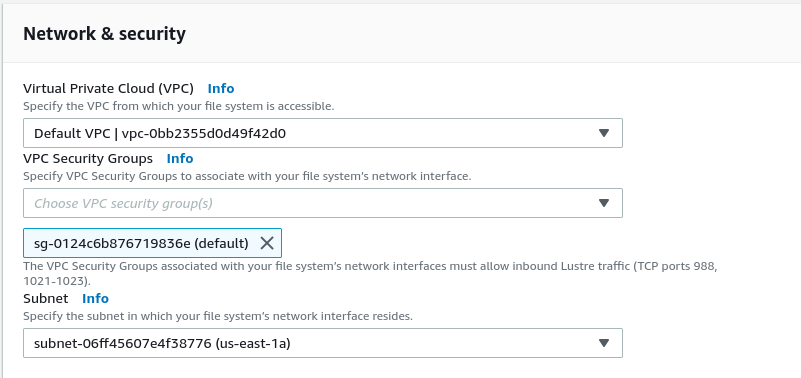 Network & security
Virtual Private Cloud (VPC) Info
Specify the VPC from which your file system is accessible.
Default VPC | vpc-0bb2355d0d49f42d0
VPC Security Groups Info
Specify VPC Security Groups to associate with your file system's network interface.
Choose VPC security group(s)
sg-0124c6b876719836e (default)
The VPC Security Groups associated with your file system's network interfaces must allow inbound Lustre traffic (TCP ports 988,
1021-1023).
Subnet Info
Specify the subnet in which your file system's network interface resides.
subnet-06ff45607e4f38776 (us-east-1a)